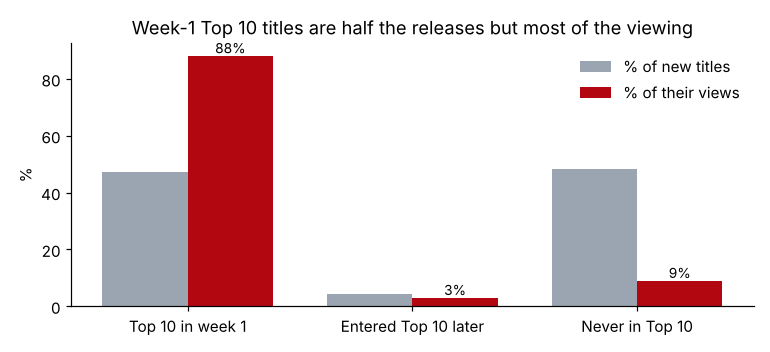 Week-1 Top 10 titles are half the releases but most of the viewing
% of new titles
% of their views
%
80
60
40
20
0
88%
3%
9%
Top 10 in week 1
Entered Top 10 later
Never in Top 10